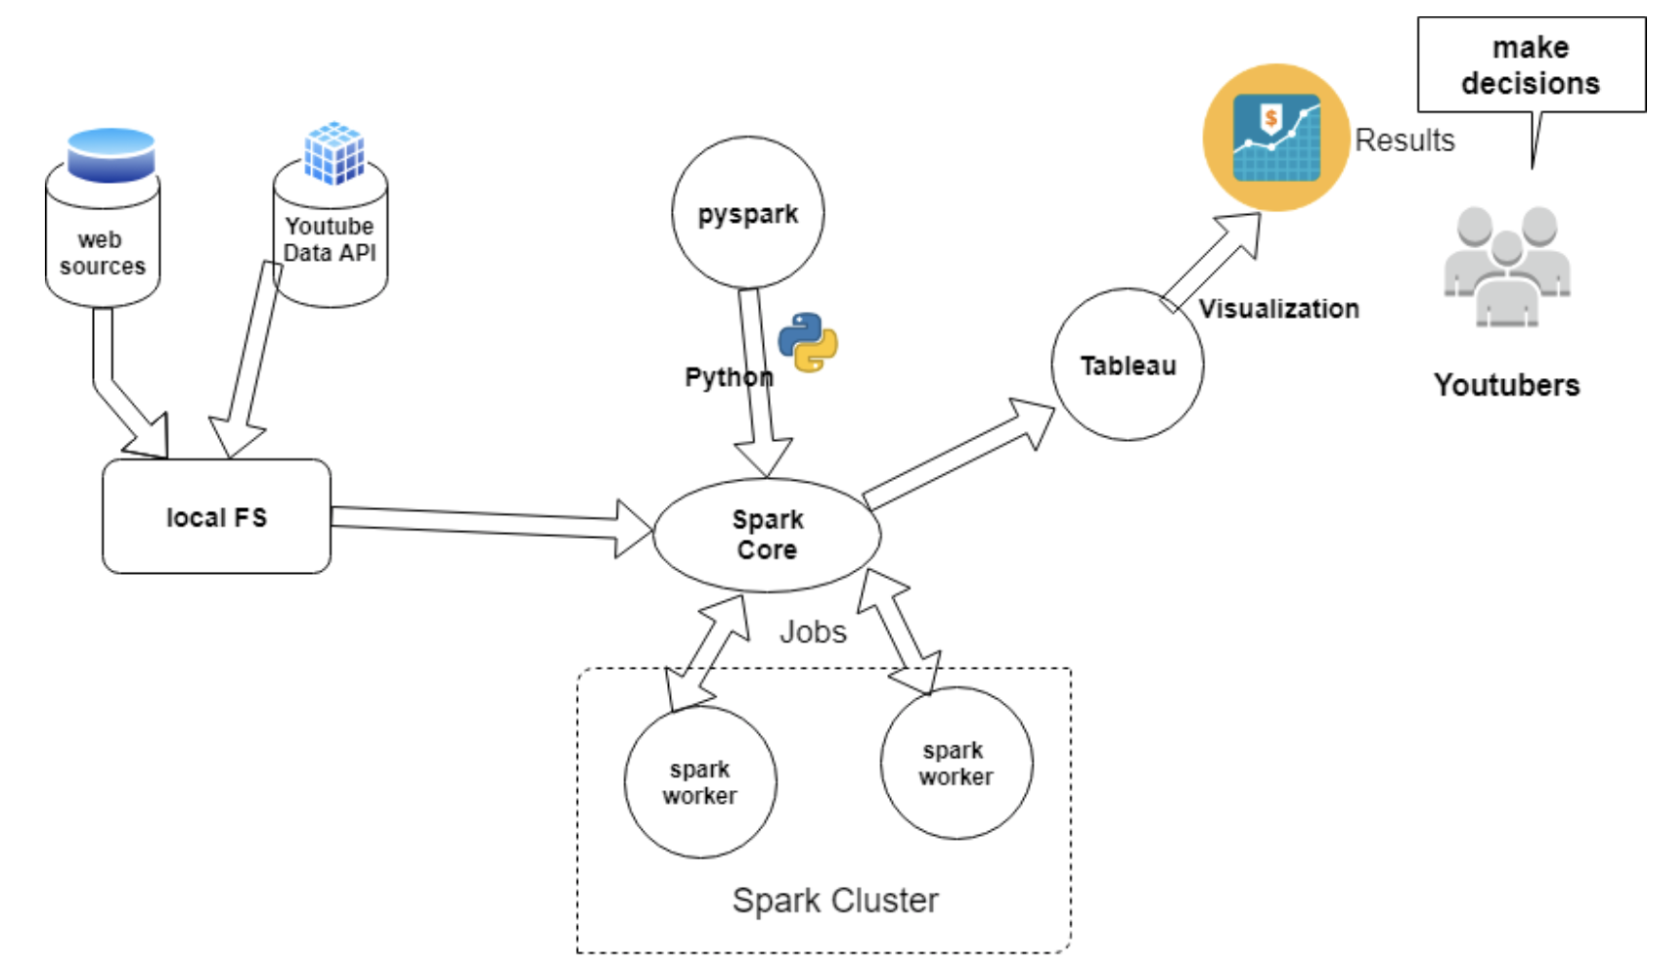 make
decisions
Results
web
sources
Youtube
Data API
pyspark
Python
Visualization
Tableau
Youtubers
local FS
Spark
Core
Jobs
spark
worker
spark
worker
Spark Cluster